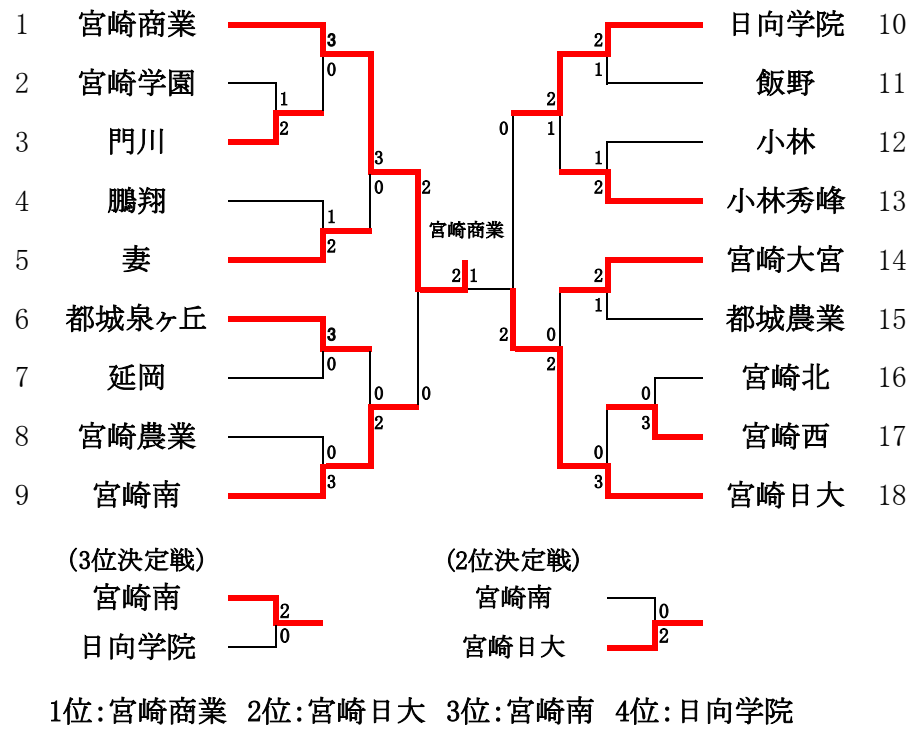 1 宮崎商業
2 宮崎学園
3 門川
4 鵬翔
5 妻
6 都城泉ヶ丘
7 延岡
8 宮崎農業
9 宮崎南
3
0
1
2
3
0
1
2
2
3
0
0
2
0
0
3
宮崎商業
2 1
日向学院 10
飯野 11
小林 12
小林秀峰 13
宮崎大宮 14
都城農業 15
宮崎北 16
宮崎西 17
宮崎日大 18
2
1
2
1
0
1
2
2
1
2
0
2
0
3
0
3
(3位決定戦)
宮崎南
日向学院
2
0
(2位決定戦)
宮崎南
宮崎日大
0
2
1位:宮崎商業 2位:宮崎日大 3位:宮崎南 4位:日向学院